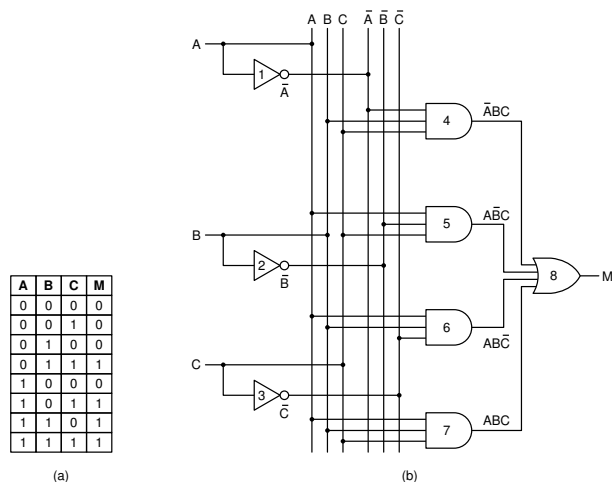 A B C A̅ B̅ C̅
A
1
A̅
4
A̅BC
5
AB̅C
B
2
B̅
8
M
6
ABC̅
C
3
C̅
7
ABC
A B C M
0 0 0 0
0 0 1 0
0 1 0 0
0 1 1 1
1 0 0 0
1 0 1 1
1 1 0 1
1 1 1 1
(a)
(b)